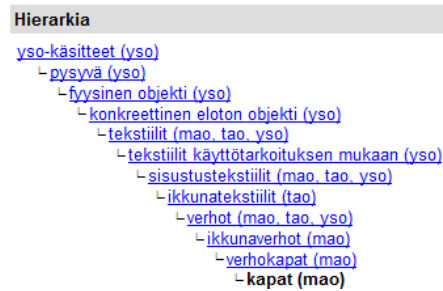 Hierarkia
yso-käsitteet (yso)
pysyvä (yso)
fyysinen objekti (yso)
konkreettinen eloton objekti (yso)
tekstiilit (mao, tao, yso)
tekstiilit käyttötarkoituksen mukaan (yso)
sisustustekstiilit (mao, tao, yso)
ikkunatekstiilit (tao)
verhot (mao, tao, yso)
ikkunaverhot (mao)
verhokapat (mao)
kapat (mao)